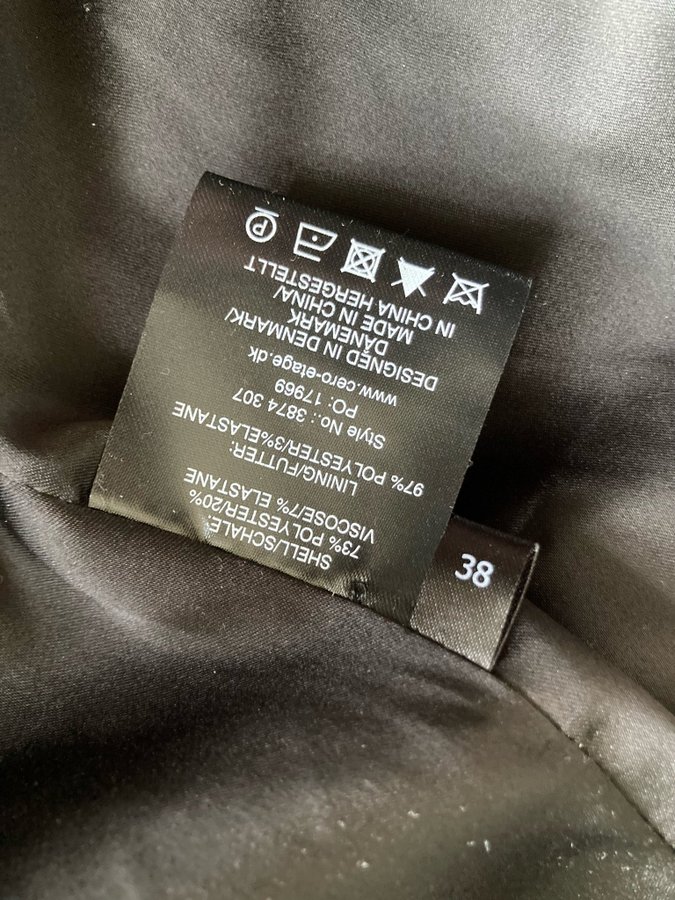 SHELL/SCHALE:
73% POLYESTER/20%
VISCOSE/7% ELASTANE
LINING/FUTTER:
97% POLYESTER/3%ELASTANE
Style No.: 3874 307
PO: 17969
www.cero-etage.dk
DESIGNED IN DENMARK/
DÄNEMARK
MADE IN CHINA/
IN CHINA HERGESTELLT
P
38